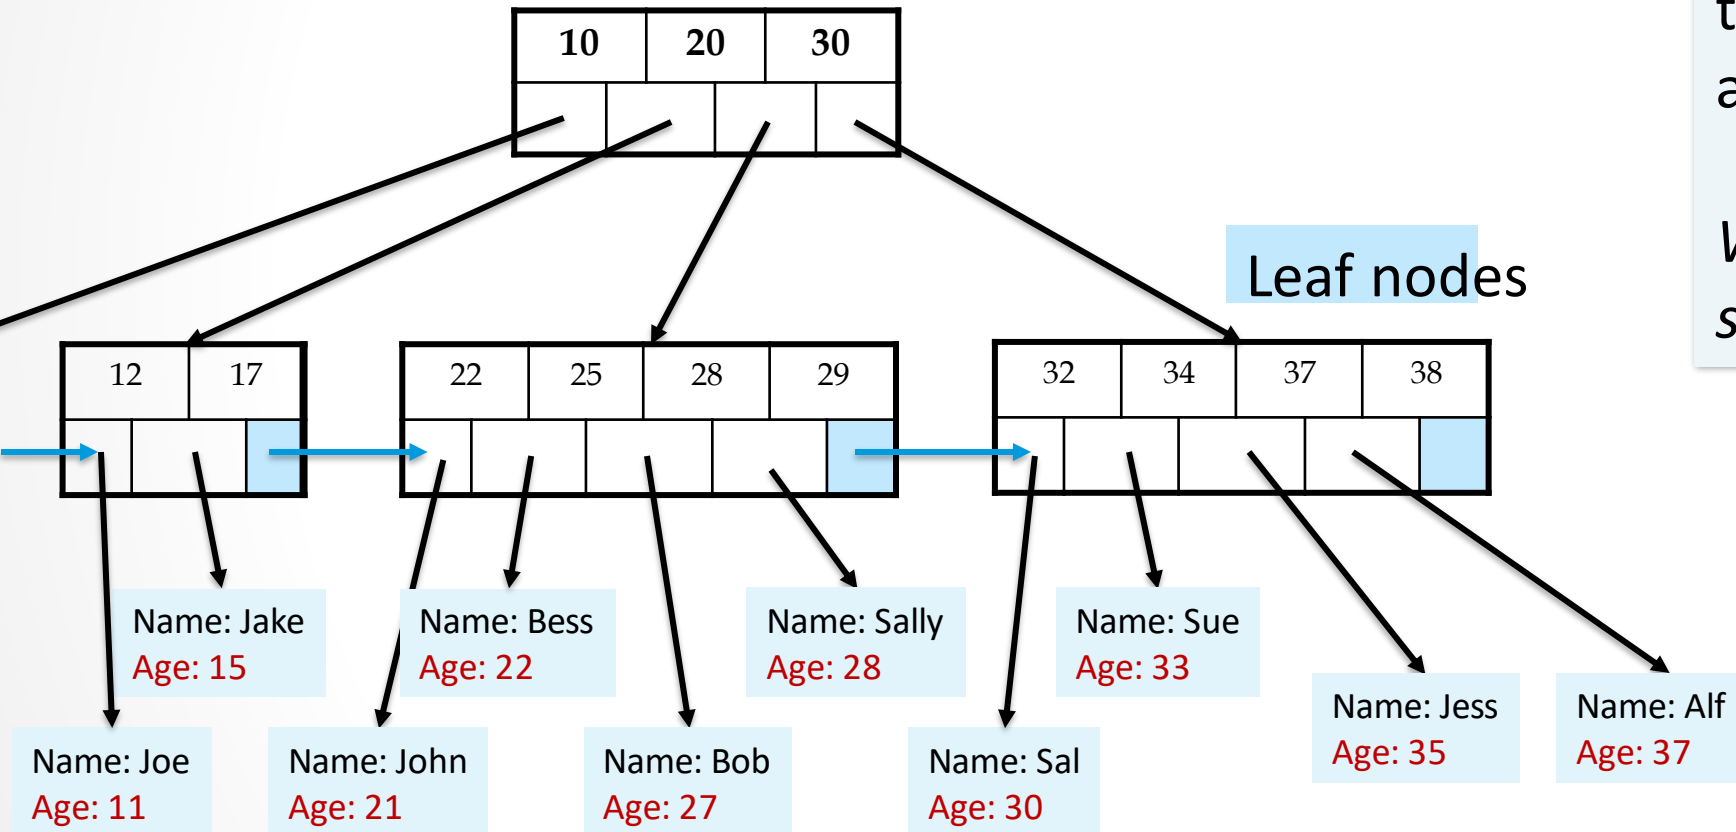 10 20 30
Leaf nodes
12 17
22 25 28 29
32 34 37 38
Name: Jake
Age: 15
Name: Bess
Age: 22
Name: Sally
Age: 28
Name: Sue
Age: 33
Name: Jess
Age: 35
Name: Alf
Age: 37
Name: Joe
Age: 11
Name: John
Age: 21
Name: Bob
Age: 27
Name: Sal
Age: 30